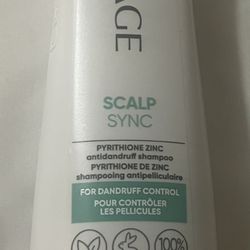 AGE
SCALP
SYNC
PYRITHIONE ZINC
antidandruff shampoo
PYRITHIONE DE ZINC
shampooing antipelliculaire
FOR DANDRUFF CONTROL
POUR CONTRÔLER
LES PELLICULES
100%